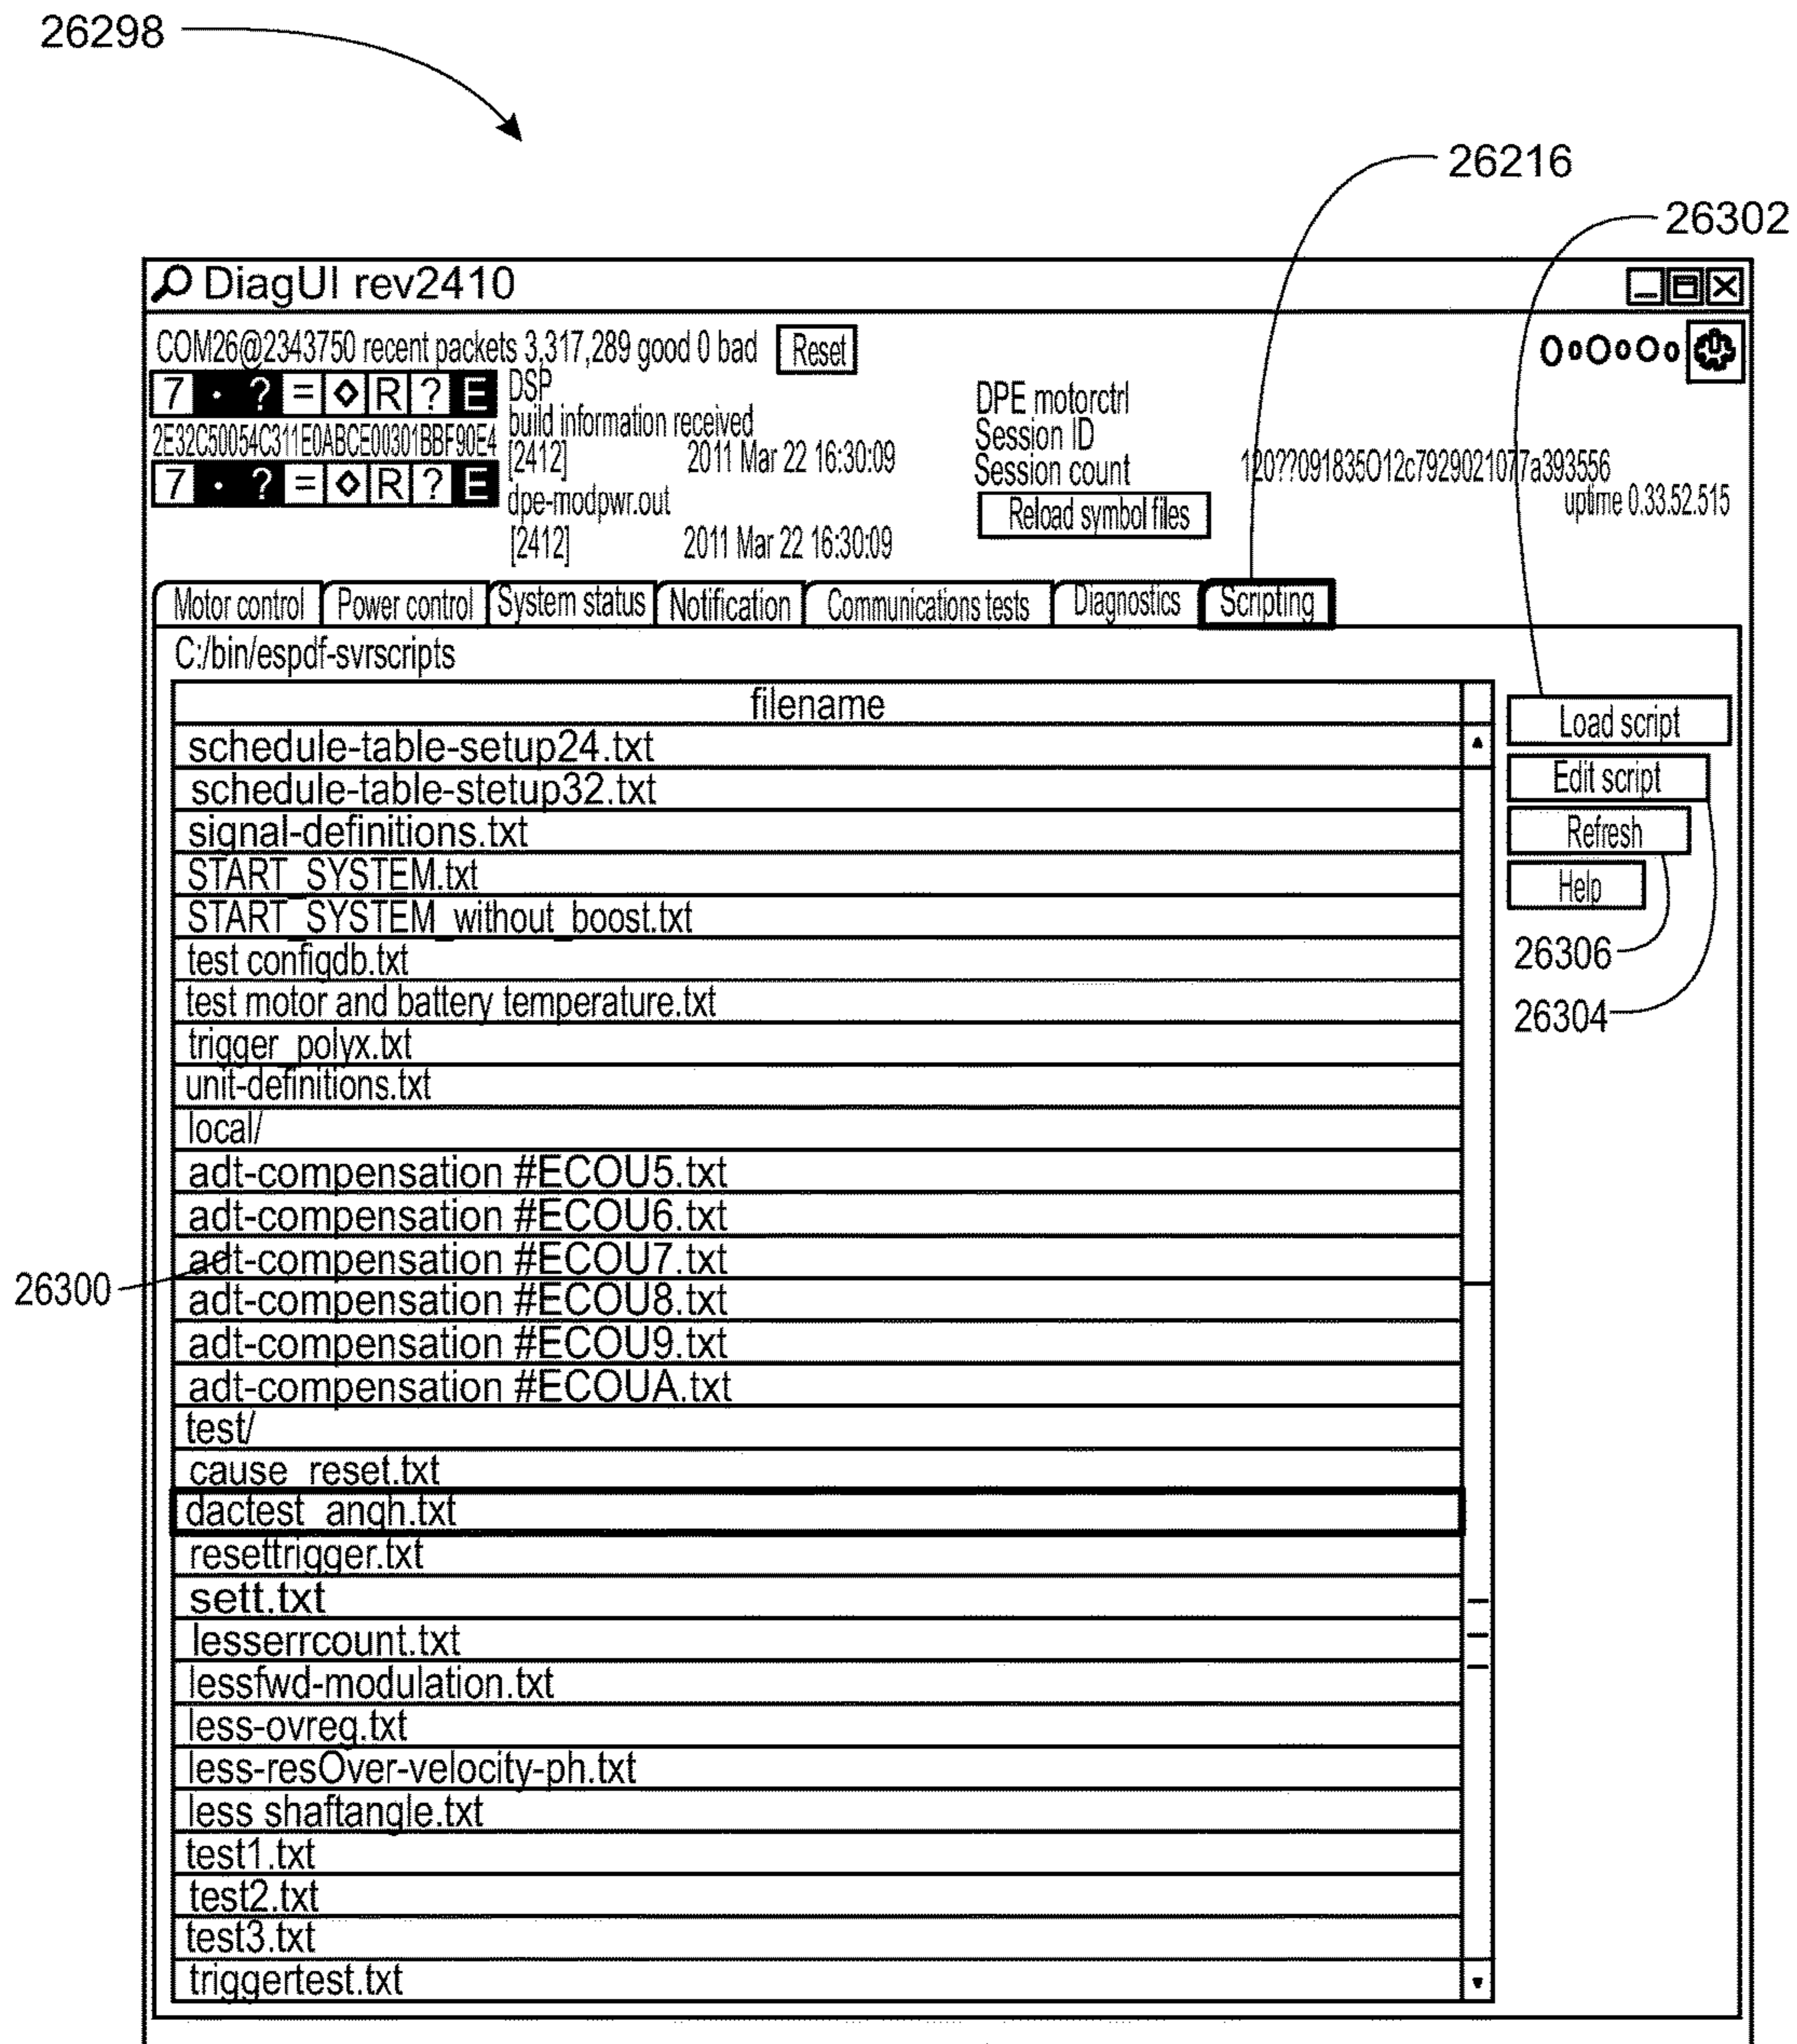 26298
26216
26302
DiagUI rev2410
COM26@2343750 recent packets 3,317,289 good 0 bad Reset
7 · ? = ◇ R ? E DSP
build information received DPE motorctrl
2E32C50054C311E0ABCE00301BBF90E4 [2412] 2011 Mar 22 16:30:09 Session ID
Session count 120??091835O12c7929021077a393556
7 · ? = ◇ R ? E dpe-modpwr.out Reload symbol files uptime 0.33.52.515
[2412] 2011 Mar 22 16:30:09
Motor control Power control System status Notification Communications tests Diagnostics Scripting
C:/bin/espdf-svrscripts
filename
Load script
schedule-table-setup24.txt
Edit script
schedule-table-stetup32.txt
Refresh
signal-definitions.txt
START_SYSTEM.txt
Help
START_SYSTEM_without_boost.txt
test configdb.txt
26306
test motor and battery temperature.txt
26304
trigger_polyx.txt
unit-definitions.txt
local/
adt-compensation #ECOU5.txt
adt-compensation #ECOU6.txt
adt-compensation #ECOU7.txt
26300
adt-compensation #ECOU8.txt
adt-compensation #ECOU9.txt
adt-compensation #ECOUA.txt
test/
cause_reset.txt
dactest_angh.txt
resettrigger.txt
sett.txt
lesserrcount.txt
lessfwd-modulation.txt
less-ovreg.txt
less-resOver-velocity-ph.txt
less shaftangle.txt
test1.txt
test2.txt
test3.txt
triggertest.txt